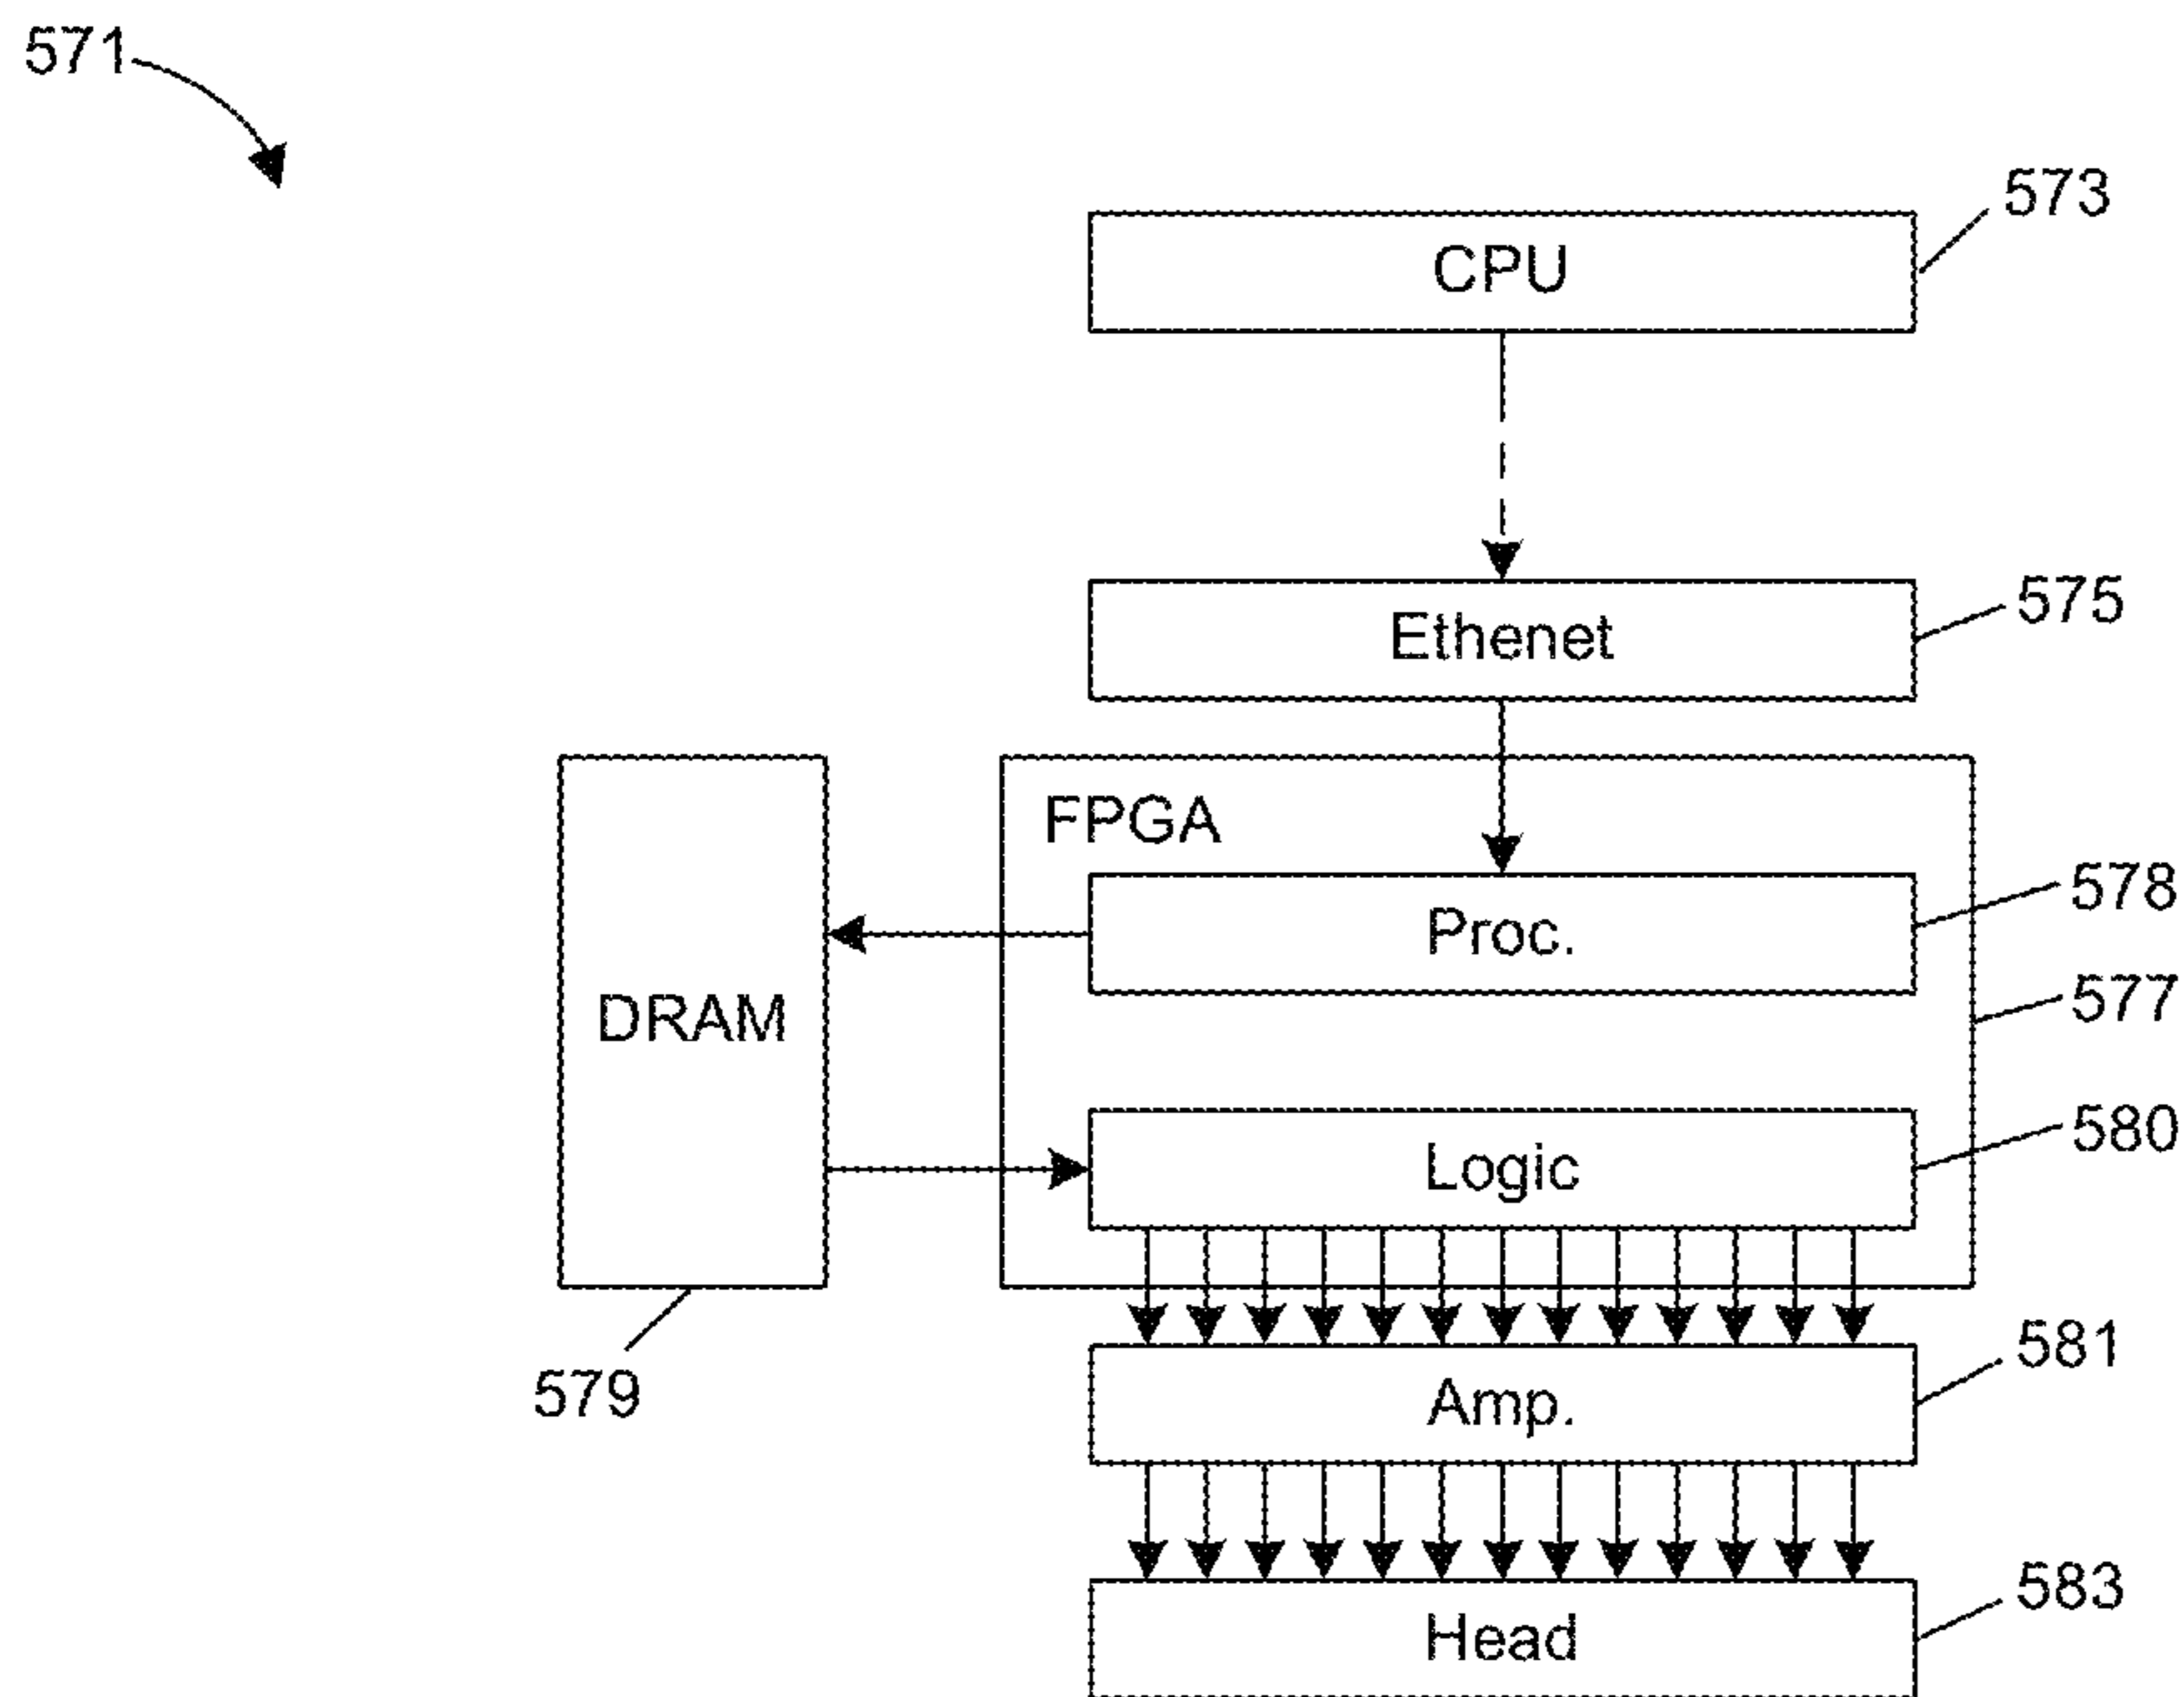 571
573
CPU
575
Ethenet
FPGA
578
Proc.
577
DRAM
580
Logic
581
579
Amp.
583
Head